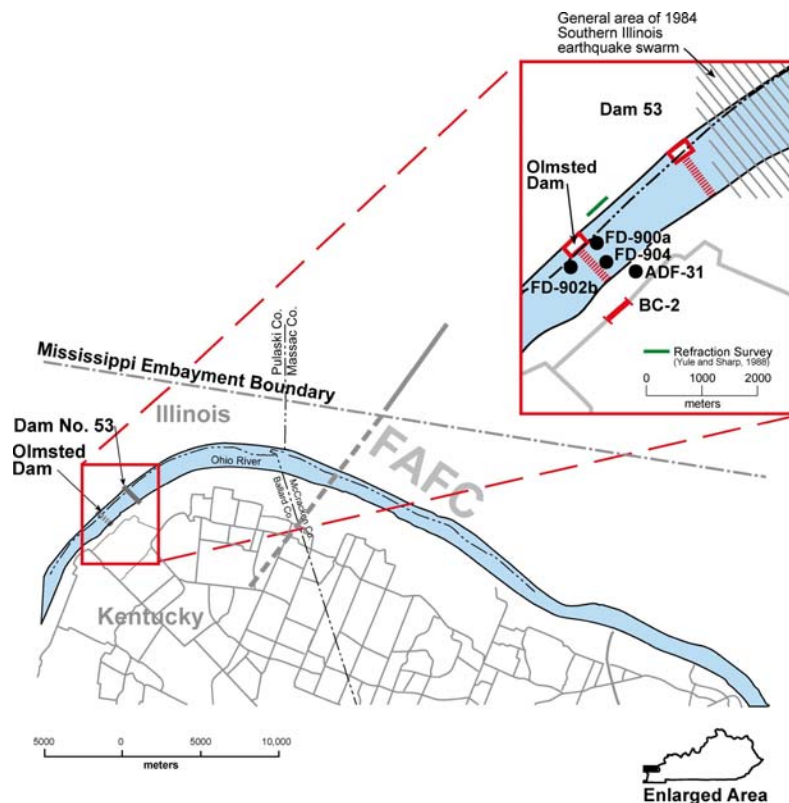 General area of 1984
Southern Illinois
earthquake swarm
Dam 53
Olmsted
Dam
FD-900a
FD-904
ADF-31
FD-902b
BC-2
Refraction Survey
(Yule and Sharp, 1988)
0 1000 2000
meters
Pulaski Co.
Massac Co.
Mississippi Embayment Boundary
Illinois
Dam No. 53
Olmsted
Dam
Ohio River
FAFC
McCracken Co.
Ballard Co.
Kentucky
5000 0 5000 10,000
meters
Enlarged Area